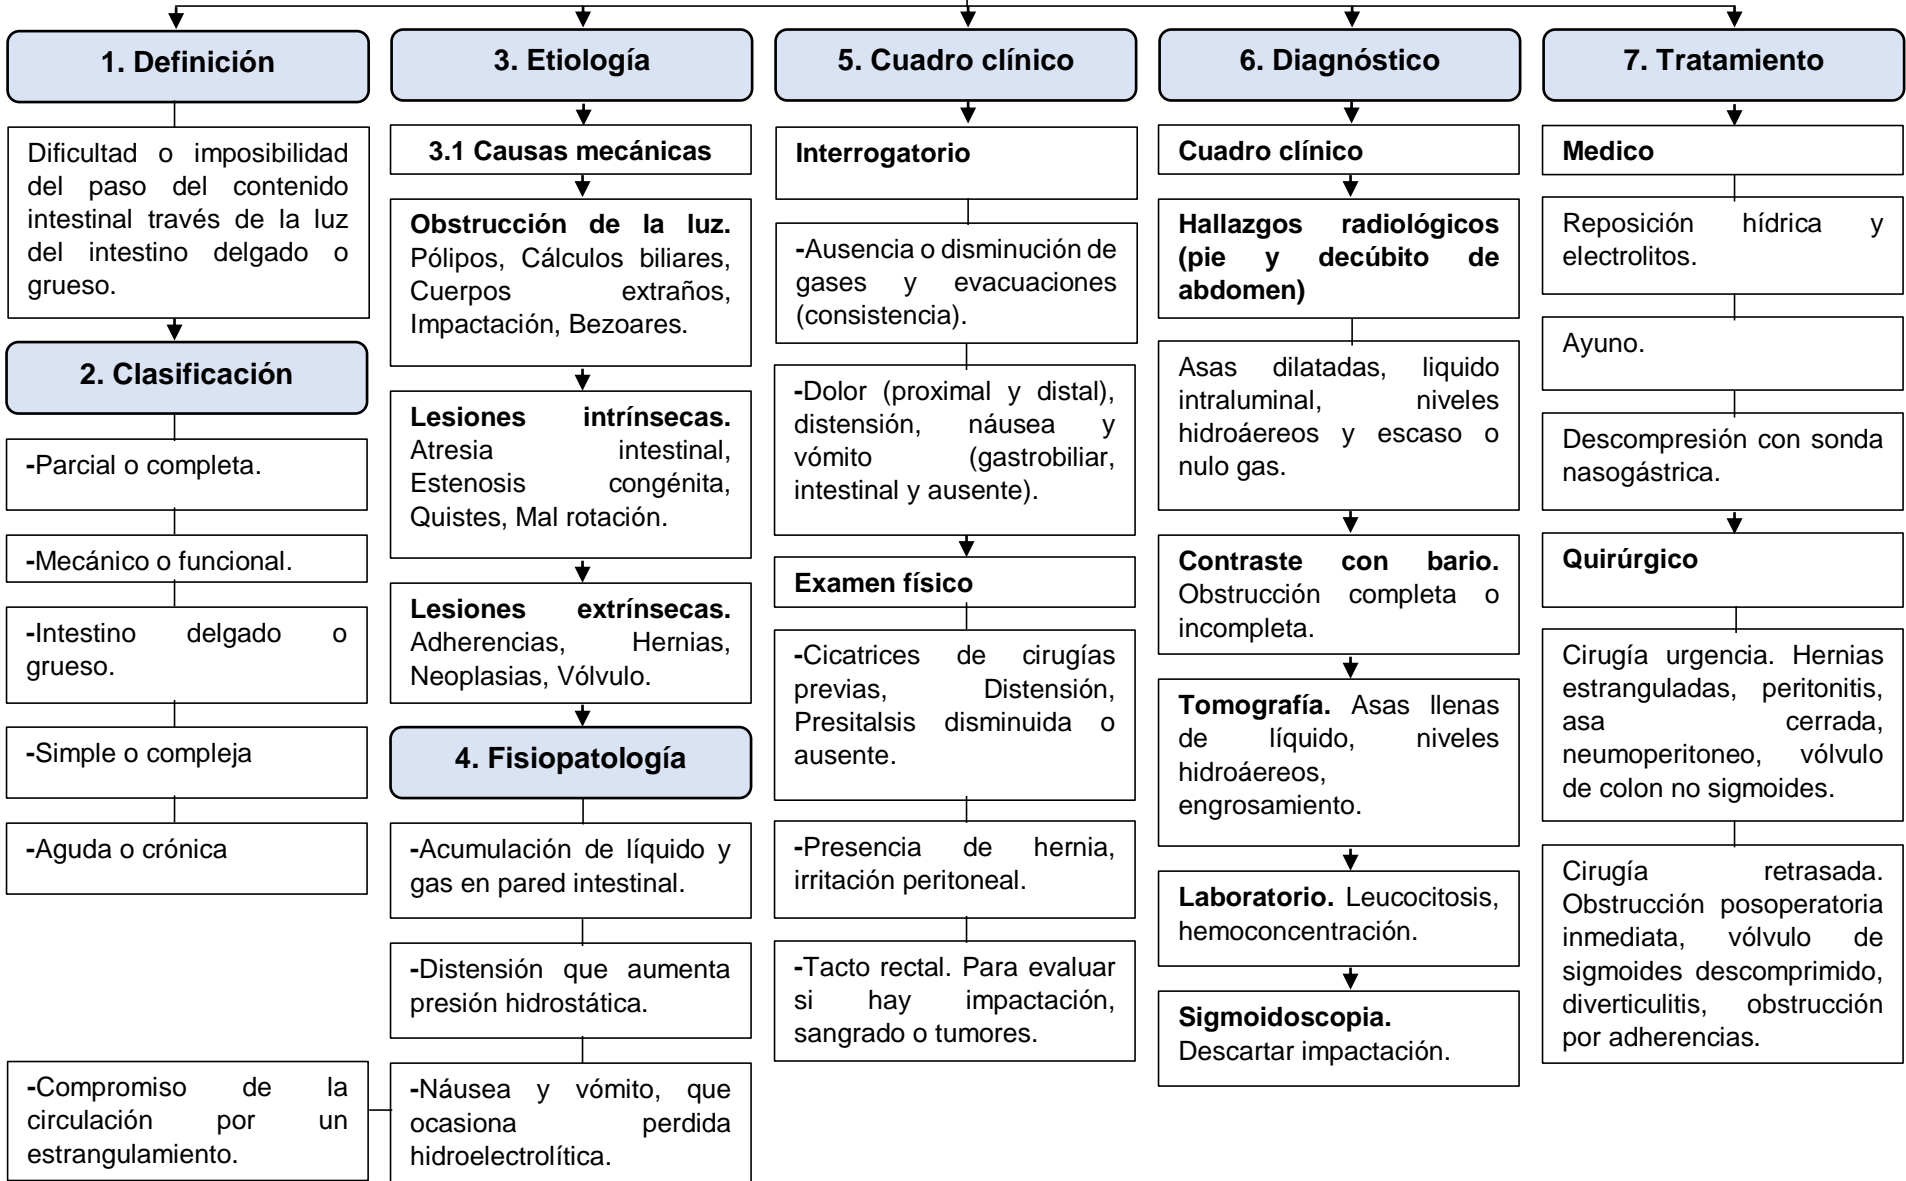 1. Definición
Dificultad o imposibilidad
del paso del contenido
intestinal través de la luz
del intestino delgado o
grueso.
2. Clasificación
-Parcial o completa.
-Mecánico o funcional.
-Intestino delgado o
grueso.
-Simple o compleja
-Aguda o crónica
3. Etiología
3.1 Causas mecánicas
Obstrucción de la luz.
Pólipos, Cálculos biliares,
Cuerpos extraños,
Impactación, Bezoares.
Lesiones intrínsecas.
Atresia intestinal,
Estenosis congénita,
Quistes, Mal rotación.
Lesiones extrínsecas.
Adherencias, Hernias,
Neoplasias, Vólvulo.
4. Fisiopatología
-Acumulación de líquido y
gas en pared intestinal.
-Distensión que aumenta
presión hidrostática.
-Náusea y vómito, que
ocasiona perdida
hidroelectrolítica.
-Compromiso de la
circulación por un
estrangulamiento.
5. Cuadro clínico
Interrogatorio
-Ausencia o disminución de
gases y evacuaciones
(consistencia).
-Dolor (proximal y distal),
distensión, náusea y
vómito (gastrobiliar,
intestinal y ausente).
Examen físico
-Cicatrices de cirugías
previas, Distensión,
Presitalsis disminuida o
ausente.
-Presencia de hernia,
irritación peritoneal.
-Tacto rectal. Para evaluar
si hay impactación,
sangrado o tumores.
6. Diagnóstico
Cuadro clínico
Hallazgos radiológicos
(pie y decúbito de
abdomen)
Asas dilatadas, liquido
intraluminal, niveles
hidroáereos y escaso o
nulo gas.
Contraste con bario.
Obstrucción completa o
incompleta.
Tomografía. Asas llenas
de líquido, niveles
hidroáereos,
engrosamiento.
Laboratorio. Leucocitosis,
hemoconcentración.
Sigmoidoscopia.
Descartar impactación.
7. Tratamiento
Medico
Reposición hídrica y
electrolitos.
Ayuno.
Descompresión con sonda
nasogástrica.
Quirúrgico
Cirugía urgencia. Hernias
estranguladas, peritonitis,
asa cerrada,
neumoperitoneo, vólvulo
de colon no sigmoides.
Cirugía retrasada.
Obstrucción posoperatoria
inmediata, vólvulo de
sigmoides descomprimido,
diverticulitis, obstrucción
por adherencias.